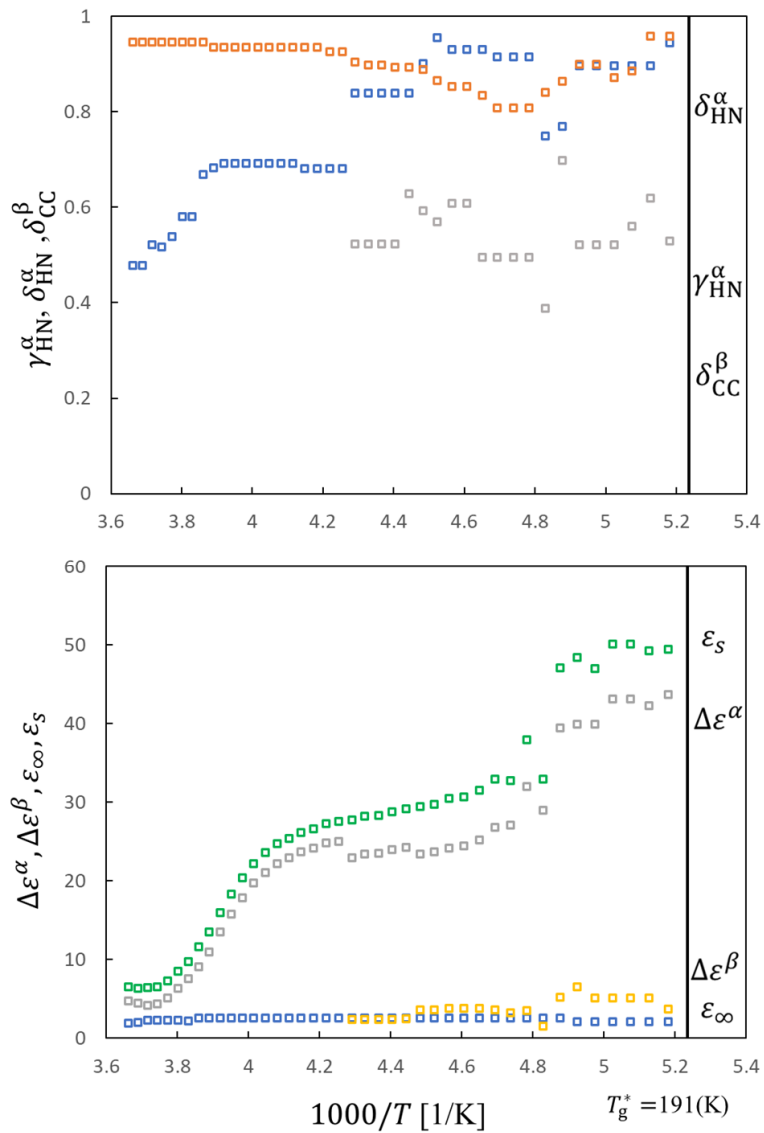 1
0.8
0.6
0.4
0.2
0
γ_HN^α, δ_HN^α, δ_CC^β
δ_HN^α
γ_HN^α
δ_CC^β
3.6 3.8 4 4.2 4.4 4.6 4.8 5 5.2 5.4
60
50
40
30
20
10
0
Δε^α, Δε^β, ε_∞, ε_s
ε_s
Δε^α
Δε^β
ε_∞
3.6 3.8 4 4.2 4.4 4.6 4.8 5 5.2 5.4
1000/T [1/K]
T_g^* =191(K)